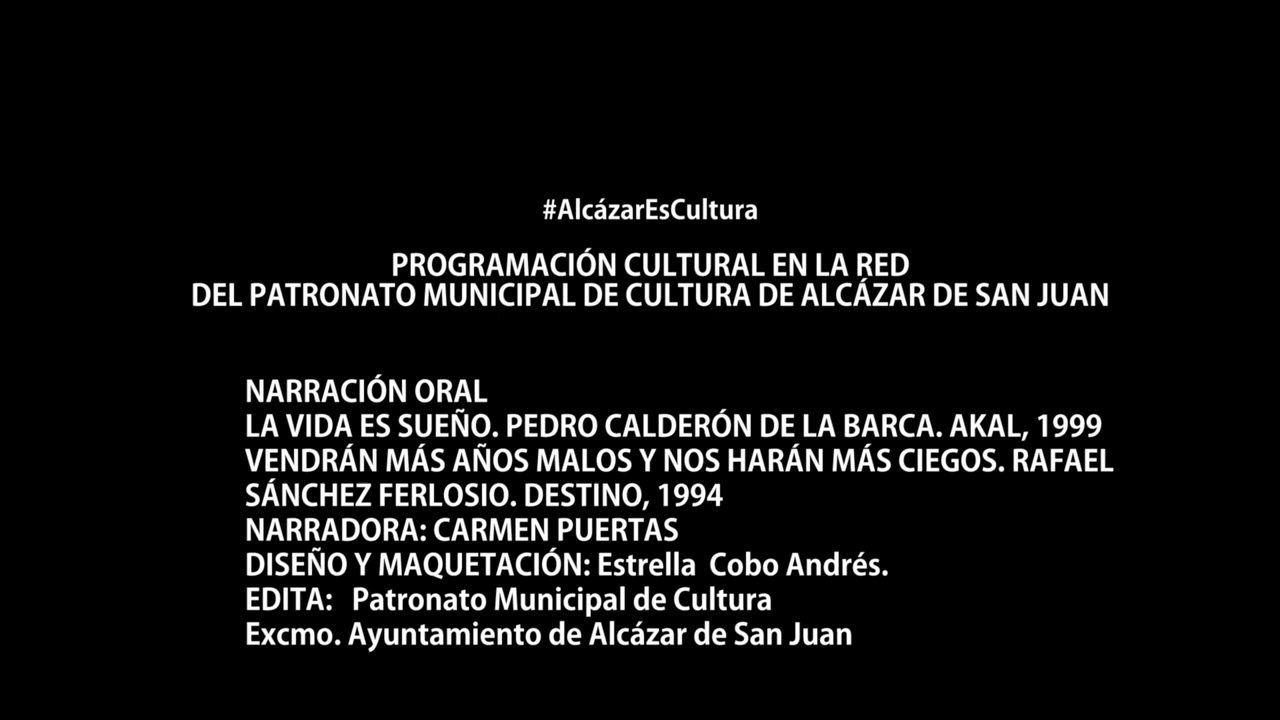 #AlcázarEsCultura
PROGRAMACIÓN CULTURAL EN LA RED
DEL PATRONATO MUNICIPAL DE CULTURA DE ALCÁZAR DE SAN JUAN
NARRACIÓN ORAL
LA VIDA ES SUEÑO. PEDRO CALDERÓN DE LA BARCA. AKAL, 1999
VENDRÁN MÁS AÑOS MALOS Y NOS HARÁN MÁS CIEGOS. RAFAEL
SÁNCHEZ FERLOSIO. DESTINO, 1994
NARRADORA: CARMEN PUERTAS
DISEÑO Y MAQUETACIÓN: Estrella  Cobo Andrés.
EDITA:   Patronato Municipal de Cultura
Excmo. Ayuntamiento de Alcázar de San Juan